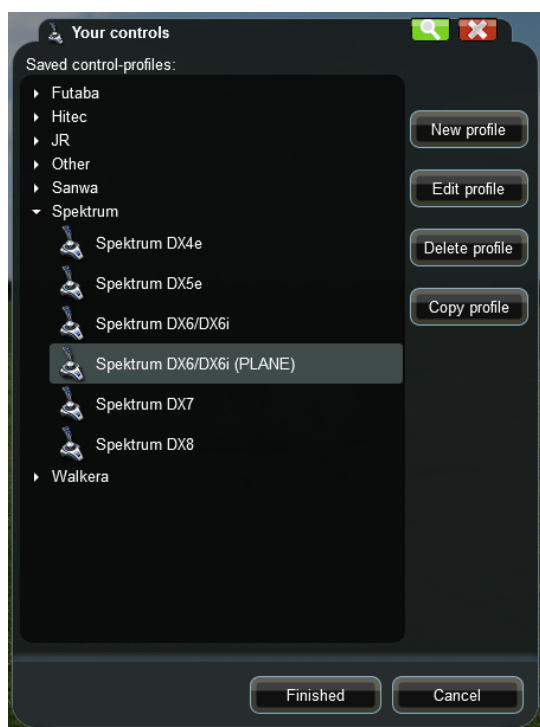 Your controls
Saved control-profiles:
Futaba
Hitec
JR
Other
Sanwa
Spektrum
Spektrum DX4e
Spektrum DX5e
Spektrum DX6/DX6i
Spektrum DX6/DX6i (PLANE)
Spektrum DX7
Spektrum DX8
Walkera
New profile
Edit profile
Delete profile
Copy profile
Finished
Cancel